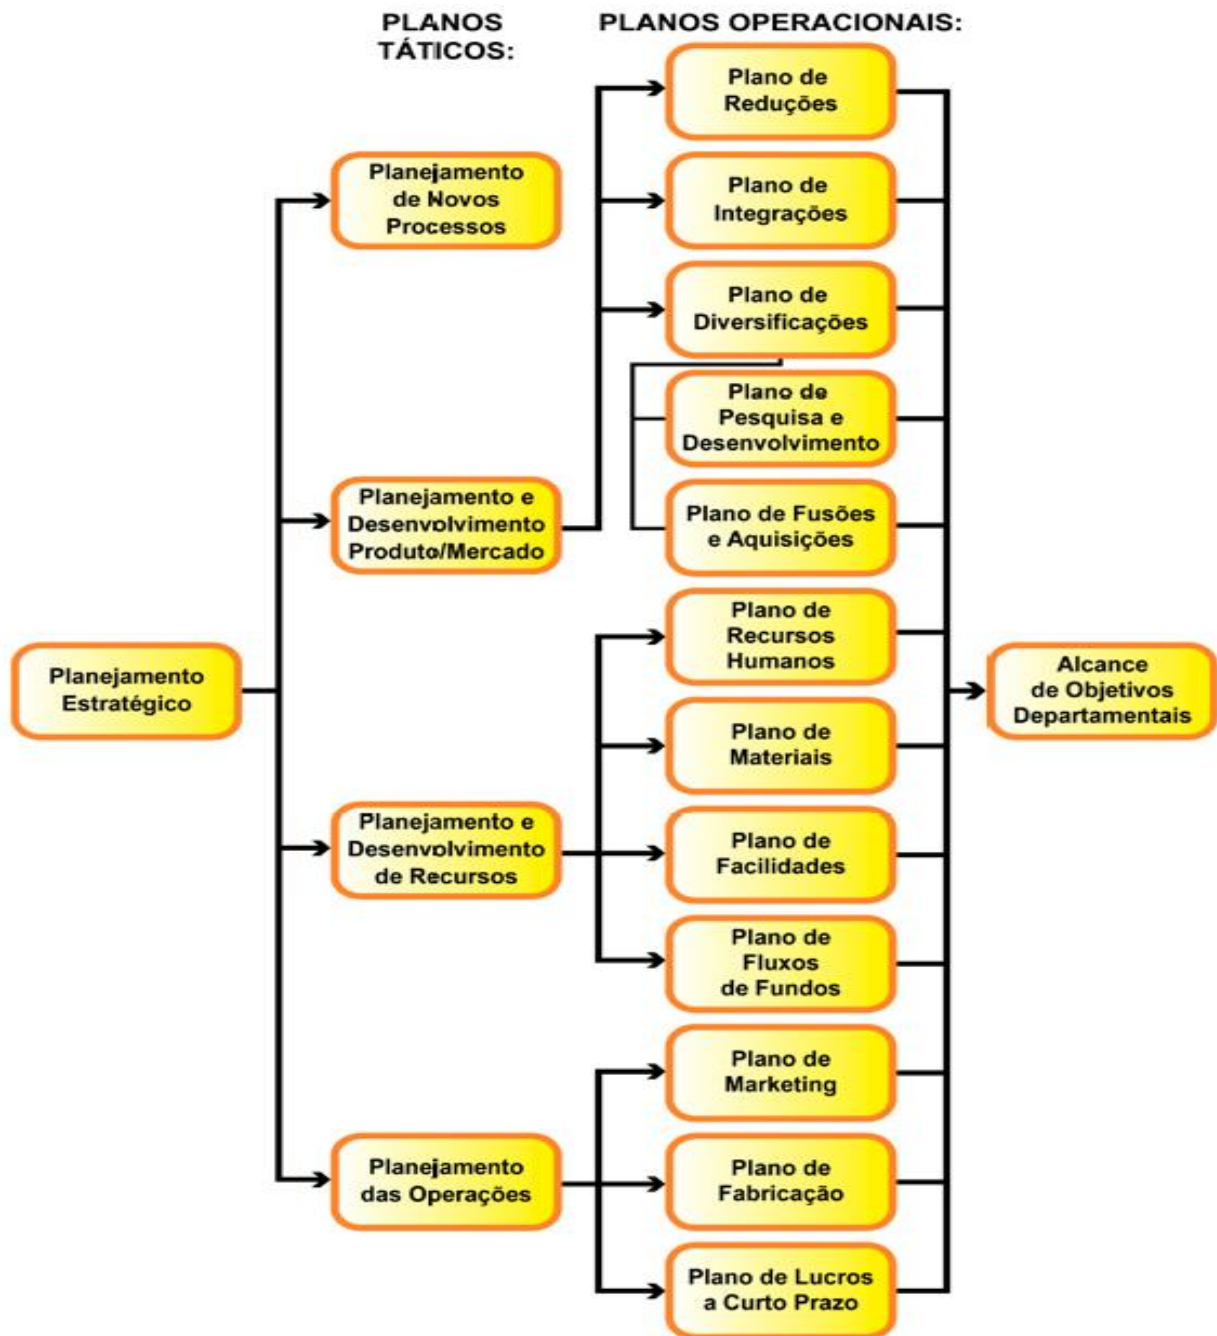 PLANOS
TÁTICOS:
PLANOS OPERACIONAIS:
Planejamento
Estratégico
Planejamento
de Novos
Processos
Planejamento e
Desenvolvimento
Produto/Mercado
Planejamento e
Desenvolvimento
de Recursos
Planejamento
das Operações
Plano de
Reduções
Plano de
Integrações
Plano de
Diversificações
Plano de
Pesquisa e
Desenvolvimento
Plano de Fusões
e Aquisições
Plano de
Recursos
Humanos
Plano de
Materiais
Plano de
Facilidades
Plano de
Fluxos
de Fundos
Plano de
Marketing
Plano de
Fabricação
Plano de Lucros
a Curto Prazo
Alcance
de Objetivos
Departamentais